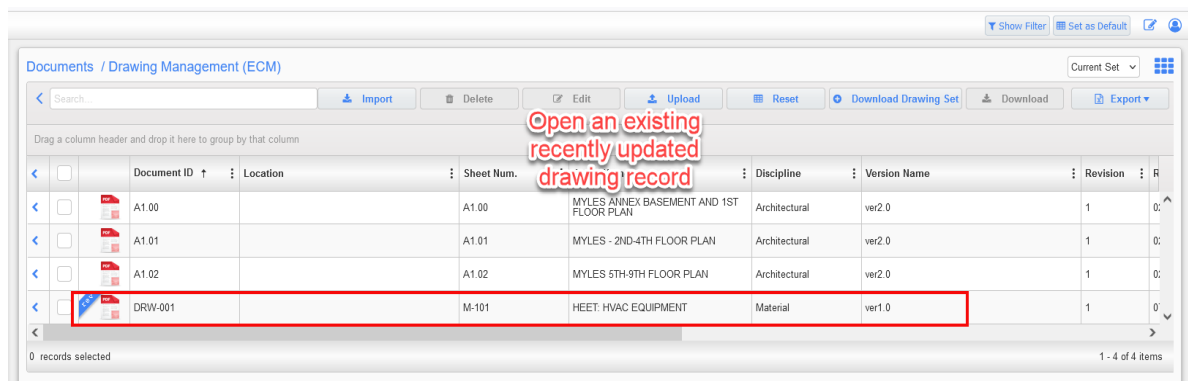 Show Filter Set as Default
Documents / Drawing Management (ECM)
Current Set
Search...
Import Delete Edit Upload Reset Download Drawing Set Download Export
Open an existing
recently updated
drawing record
Drag a column header and drop it here to group by that column
Document ID Location Sheet Num. Discipline Version Name Revision R
PDF A1.00 A1.00 MYLES ANNEX BASEMENT AND 1ST
FLOOR PLAN Architectural ver2.0 1
PDF A1.01 A1.01 MYLES - 2ND-4TH FLOOR PLAN Architectural ver2.0 1
PDF A1.02 A1.02 MYLES 5TH-9TH FLOOR PLAN Architectural ver2.0 1
PDF DRW-001 M-101 HEET: HVAC EQUIPMENT Material ver1.0 1
0 records selected
1 - 4 of 4 items